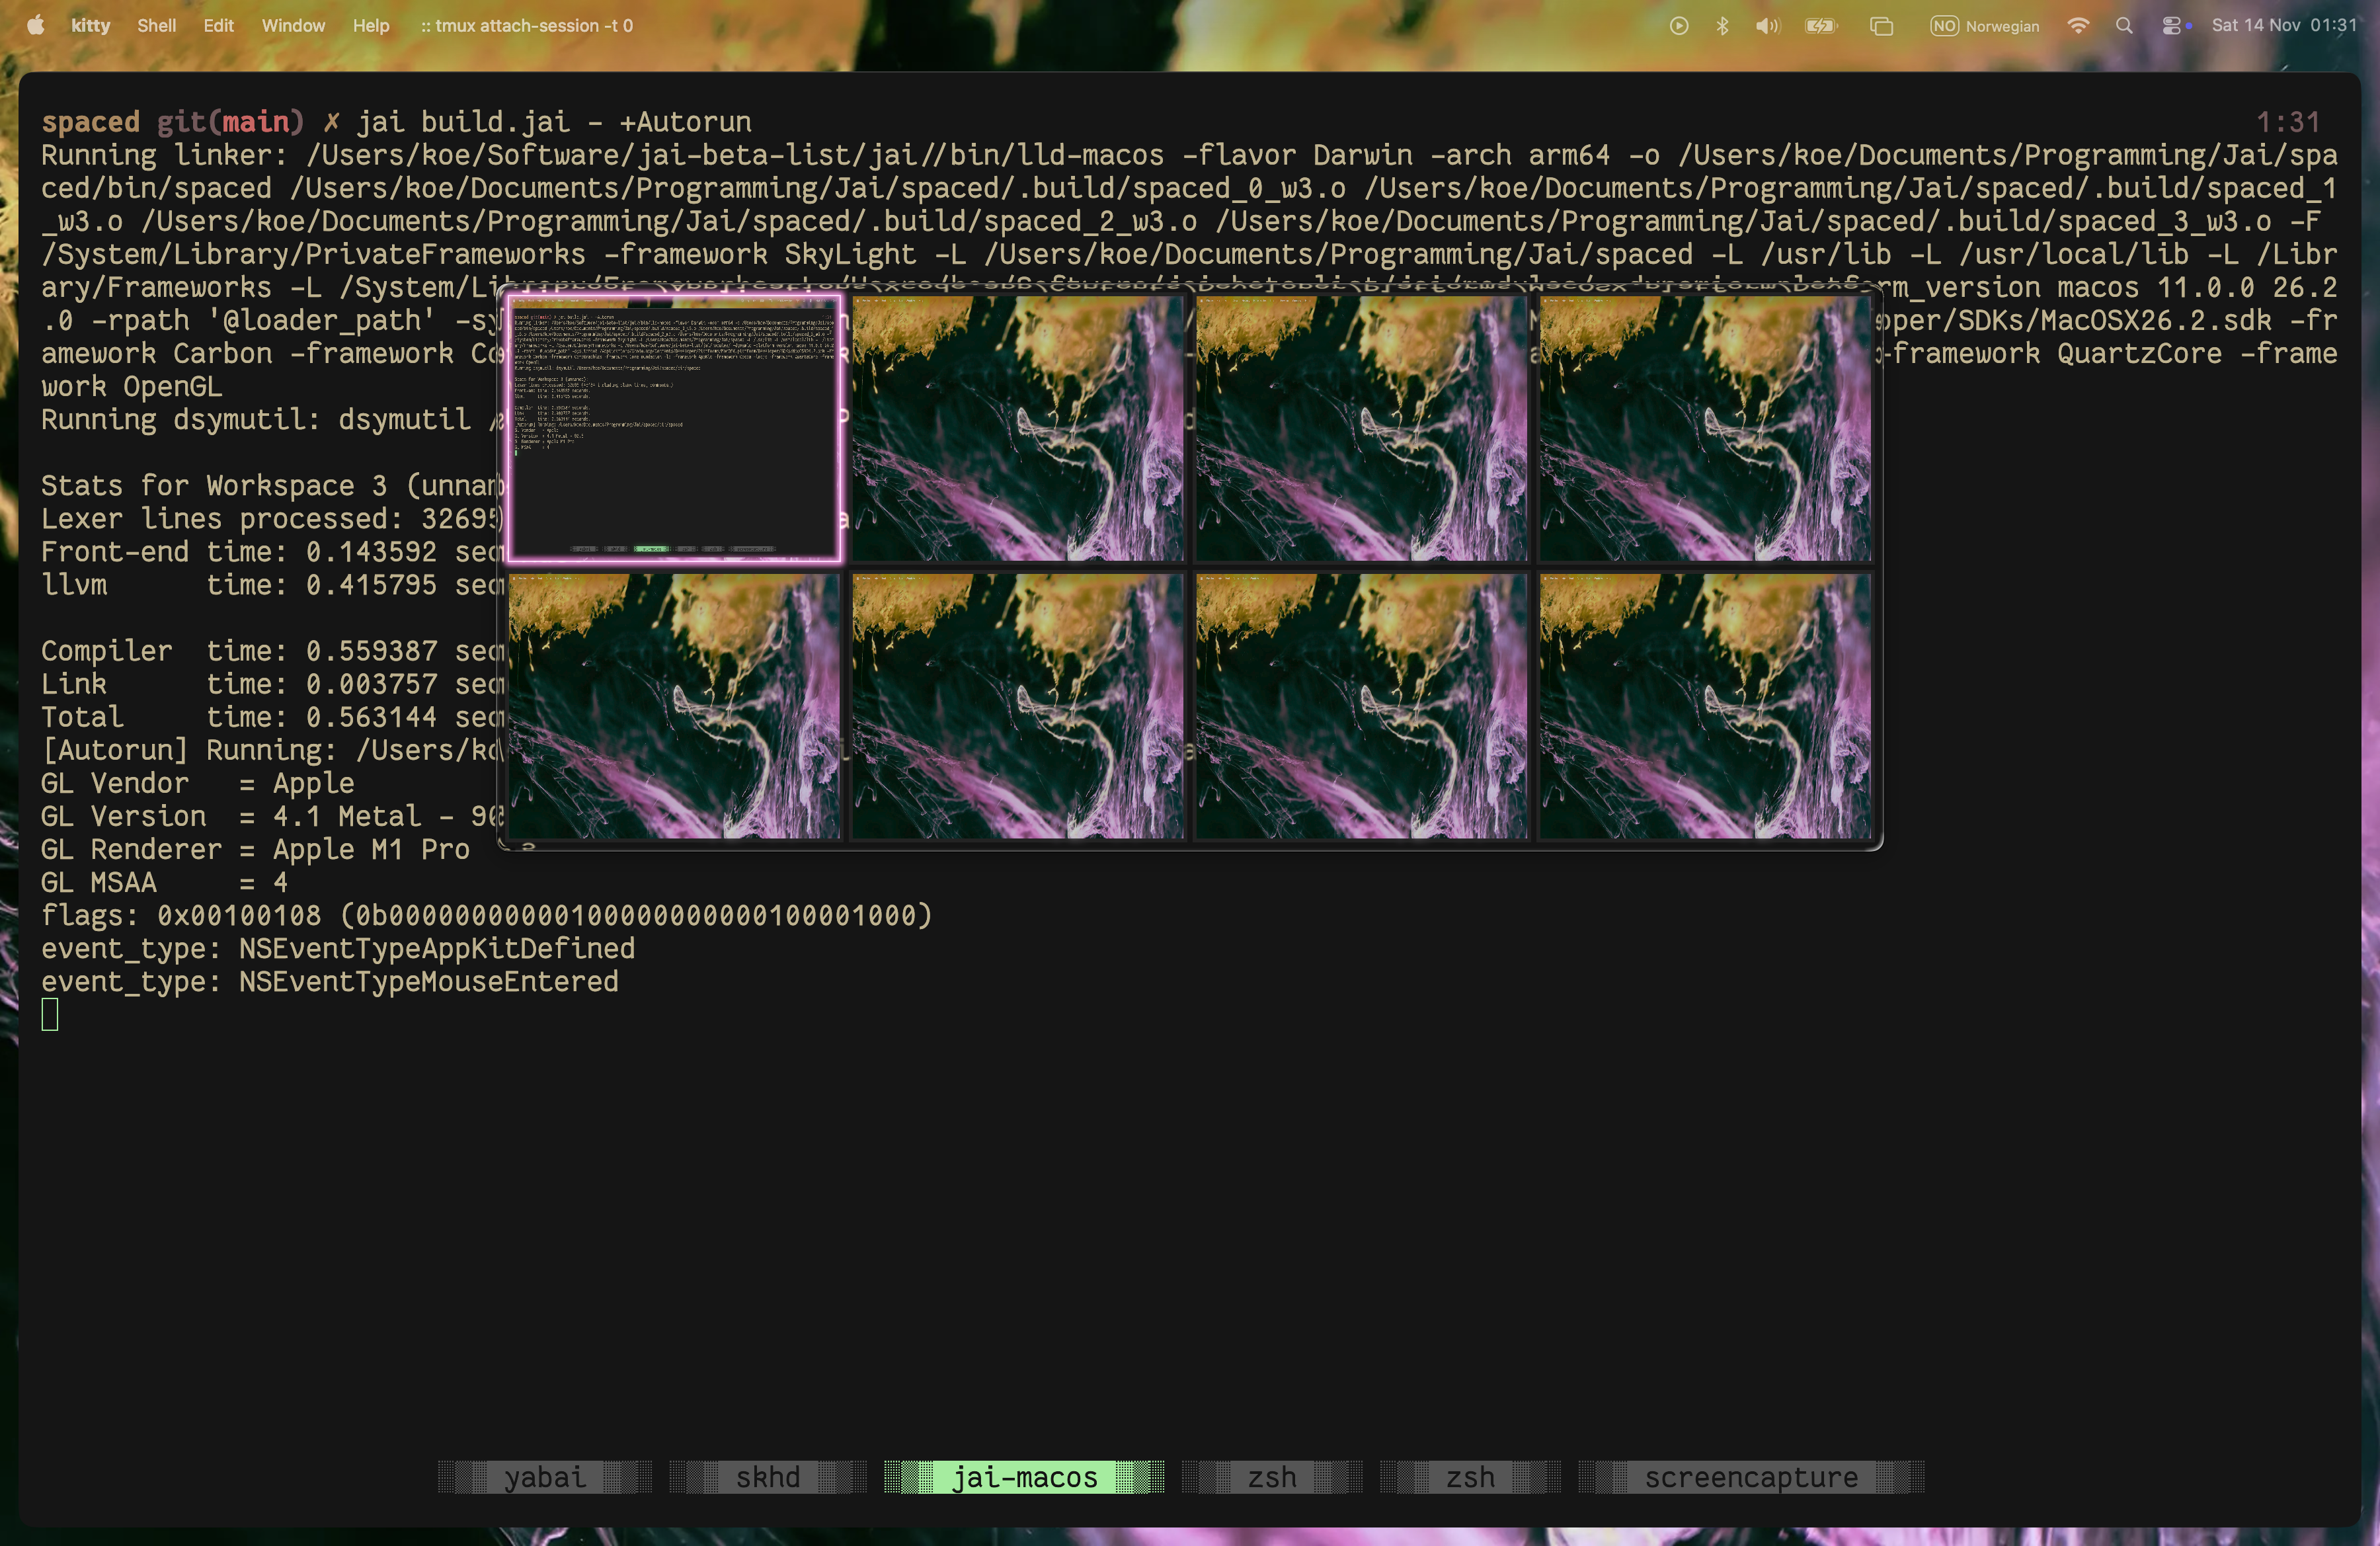 kitty Shell Edit Window Help :: tmux attach-session -t 0 NO Norwegian Sat 14 Nov 01:31
spaced git(main) ✗ jai build.jai - +Autorun 1:31
Running linker: /Users/koe/Software/jai-beta-list/jai//bin/lld-macos -flavor Darwin -arch arm64 -o /Users/koe/Documents/Programming/Jai/spa
ced/bin/spaced /Users/koe/Documents/Programming/Jai/spaced/.build/spaced_0_w3.o /Users/koe/Documents/Programming/Jai/spaced/.build/spaced_1
_w3.o /Users/koe/Documents/Programming/Jai/spaced/.build/spaced_2_w3.o /Users/koe/Documents/Programming/Jai/spaced/.build/spaced_3_w3.o -F
/System/Library/PrivateFrameworks -framework SkyLight -L /Users/koe/Documents/Programming/Jai/spaced -L /usr/lib -L /usr/local/lib -L /Libr
ary/Frameworks -L /System/Li rm_version macos 11.0.0 26.2
.0 -rpath '@loader_path' -sy pper/SDKs/MacOSX26.2.sdk -fr
amework Carbon -framework Co -framework QuartzCore -frame
work OpenGL
Running dsymutil: dsymutil /
Stats for Workspace 3 (unnam
Lexer lines processed: 32695
Front-end time: 0.143592 sec
llvm time: 0.415795 sec
Compiler time: 0.559387 sec
Link time: 0.003757 sec
Total time: 0.563144 sec
[Autorun] Running: /Users/ko
GL Vendor = Apple
GL Version = 4.1 Metal - 90
GL Renderer = Apple M1 Pro
GL MSAA = 4
flags: 0x00100108 (0b00000000000100000000000100001000)
event_type: NSEventTypeAppKitDefined
event_type: NSEventTypeMouseEntered
yabai skhd jai-macos zsh zsh screencapture